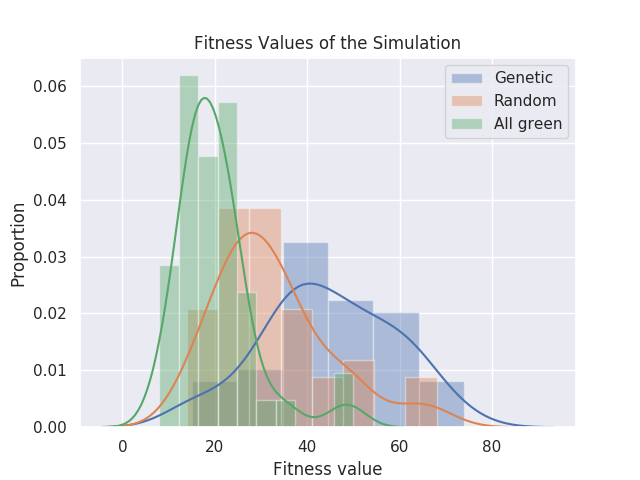 Fitness Values of the Simulation
Genetic
Random
All green
0.06
0.05
0.04
0.03
0.02
0.01
0.00
Proportion
0
20
40
60
80
Fitness value